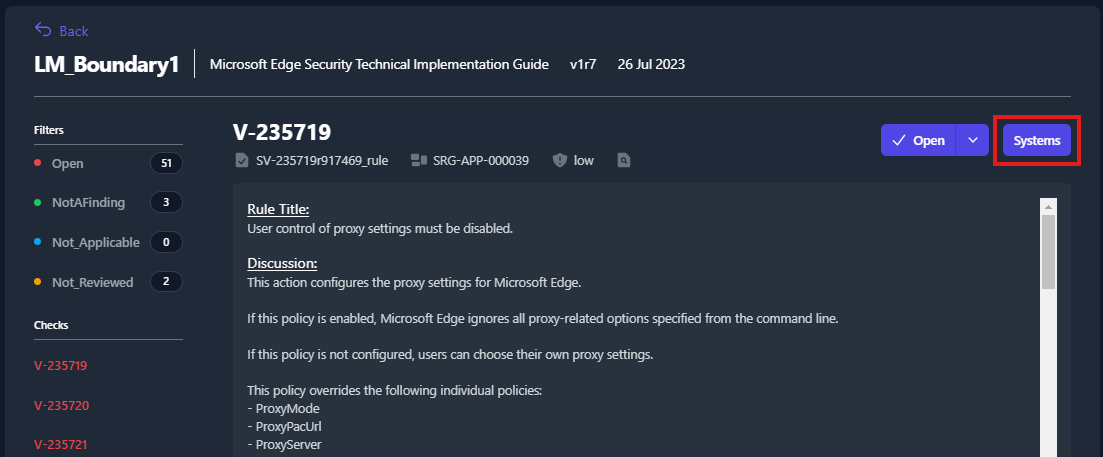 Back
LM_Boundary1 Microsoft Edge Security Technical Implementation Guide v1r7 26 Jul 2023
Filters
Open 51
NotAFinding 3
Not_Applicable 0
Not_Reviewed 2
Checks
V-235719
V-235720
V-235721
V-235719
Open
Systems
SV-235719r917469_rule SRG-APP-000039 low
Rule Title:
User control of proxy settings must be disabled.
Discussion:
This action configures the proxy settings for Microsoft Edge.
If this policy is enabled, Microsoft Edge ignores all proxy-related options specified from the command line.
If this policy is not configured, users can choose their own proxy settings.
This policy overrides the following individual policies:
- ProxyMode
- ProxyPacUrl
- ProxyServer